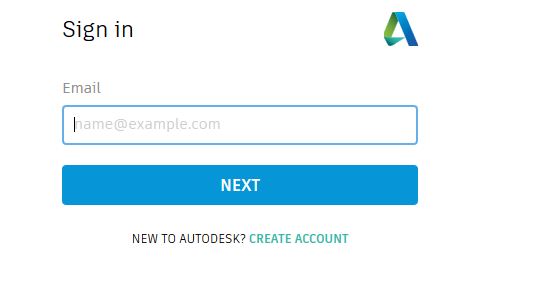 Sign in
Email
name@example.com
NEXT
NEW TO AUTODESK? CREATE ACCOUNT